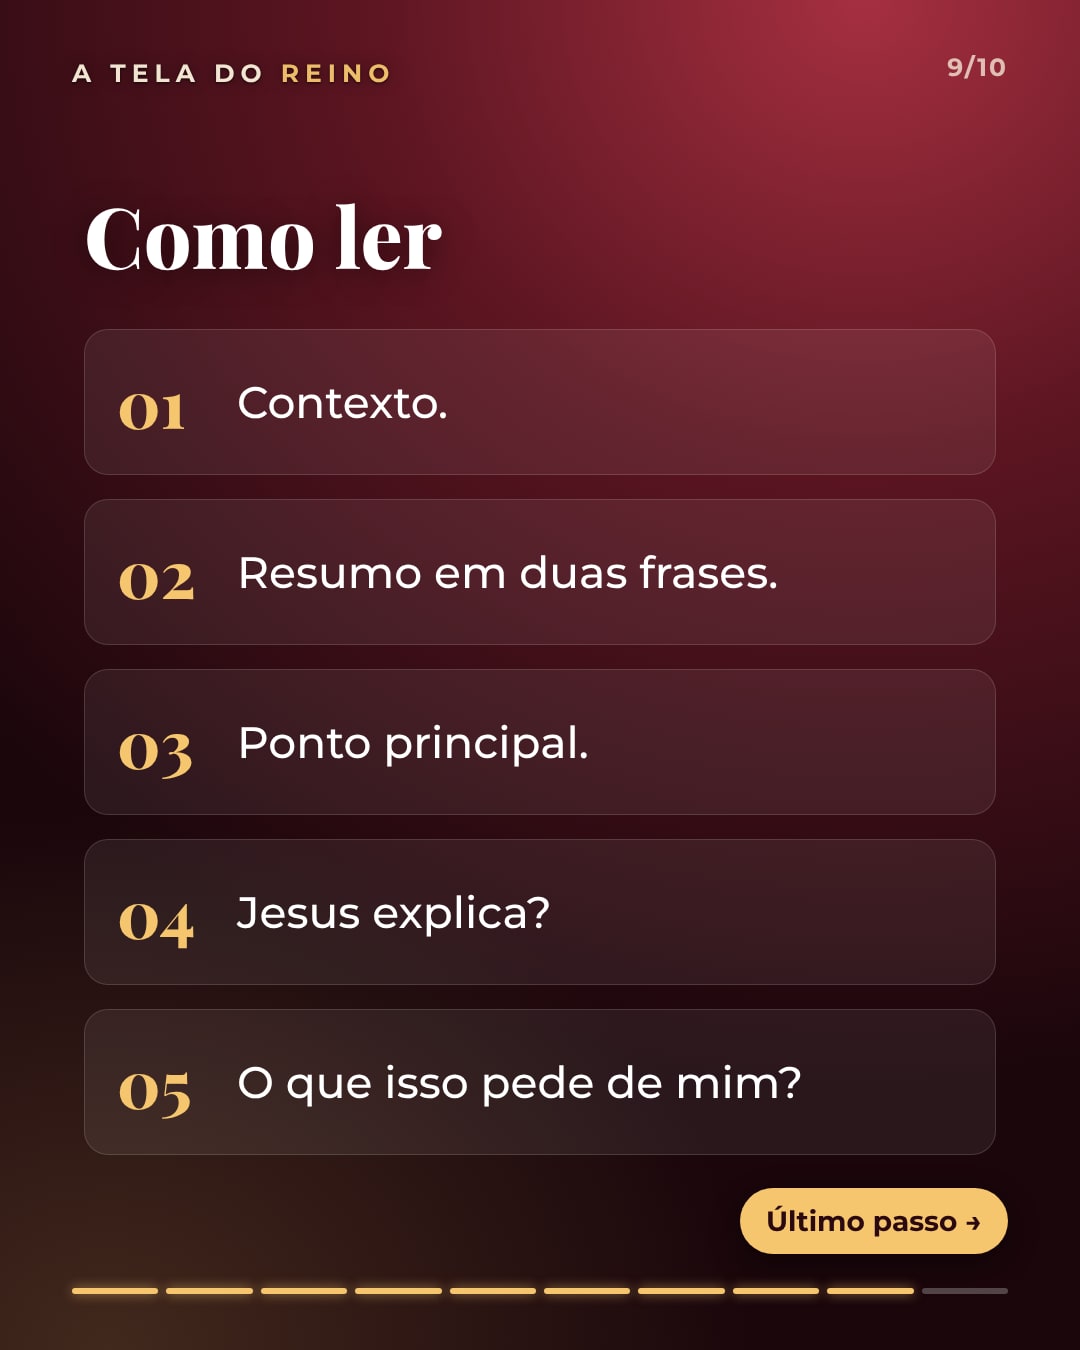 A TELA DO REINO
9/10
Como ler
01 Contexto.
02 Resumo em duas frases.
03 Ponto principal.
04 Jesus explica?
05 O que isso pede de mim?
Último passo →